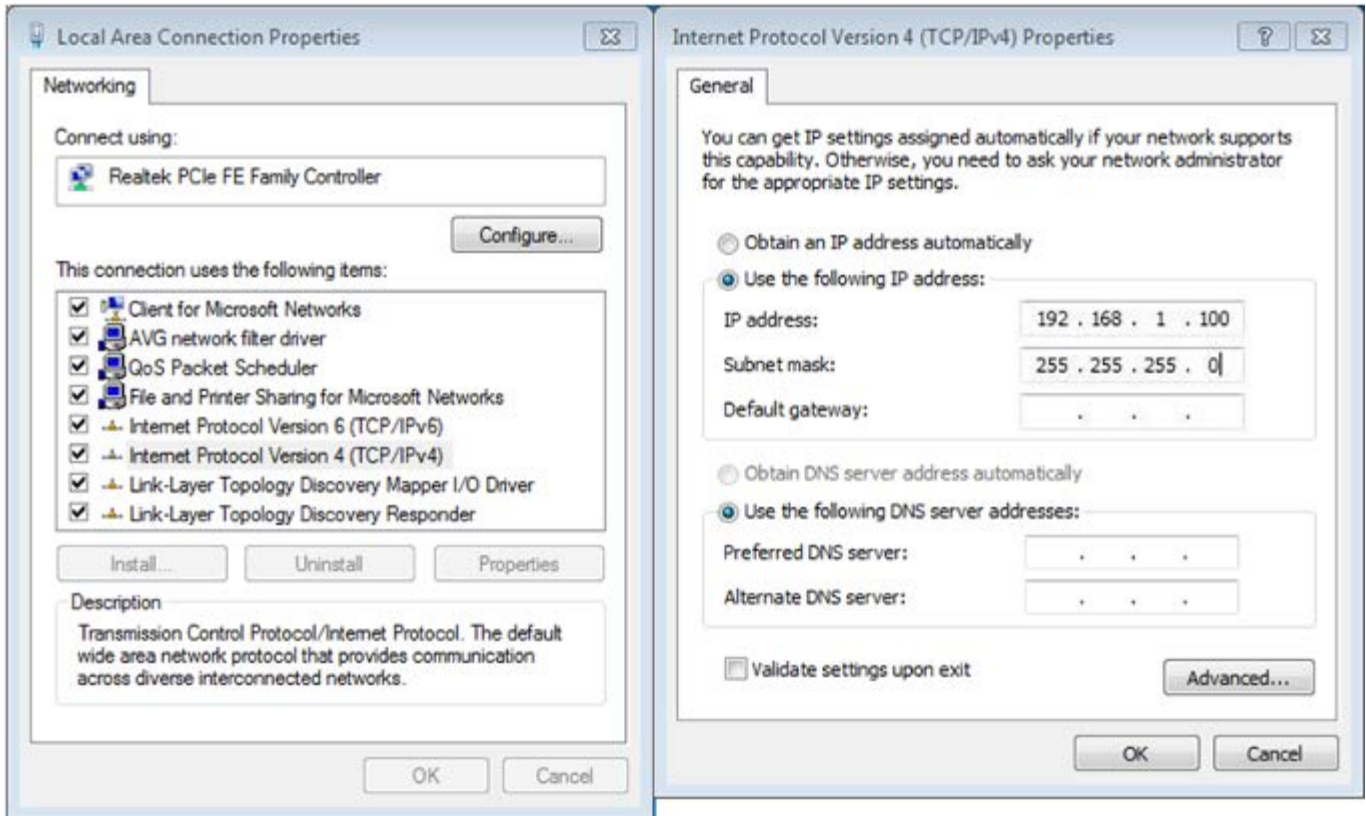 Local Area Connection Properties
Networking
Connect using:
Realtek PCIe FE Family Controller
Configure...
This connection uses the following items:
Client for Microsoft Networks
AVG network filter driver
QoS Packet Scheduler
File and Printer Sharing for Microsoft Networks
Internet Protocol Version 6 (TCP/IPv6)
Internet Protocol Version 4 (TCP/IPv4)
Link-Layer Topology Discovery Mapper I/O Driver
Link-Layer Topology Discovery Responder
Install...
Uninstall
Properties
Description
Transmission Control Protocol/Internet Protocol. The default
wide area network protocol that provides communication
across diverse interconnected networks.
OK
Cancel
Internet Protocol Version 4 (TCP/IPv4) Properties
General
You can get IP settings assigned automatically if your network supports
this capability. Otherwise, you need to ask your network administrator
for the appropriate IP settings.
Obtain an IP address automatically
Use the following IP address:
IP address: 192 . 168 . 1 . 100
Subnet mask: 255 . 255 . 255 . 0
Default gateway: . . .
Obtain DNS server address automatically
Use the following DNS server addresses:
Preferred DNS server: . . .
Alternate DNS server: . . .
Validate settings upon exit
Advanced...
OK
Cancel